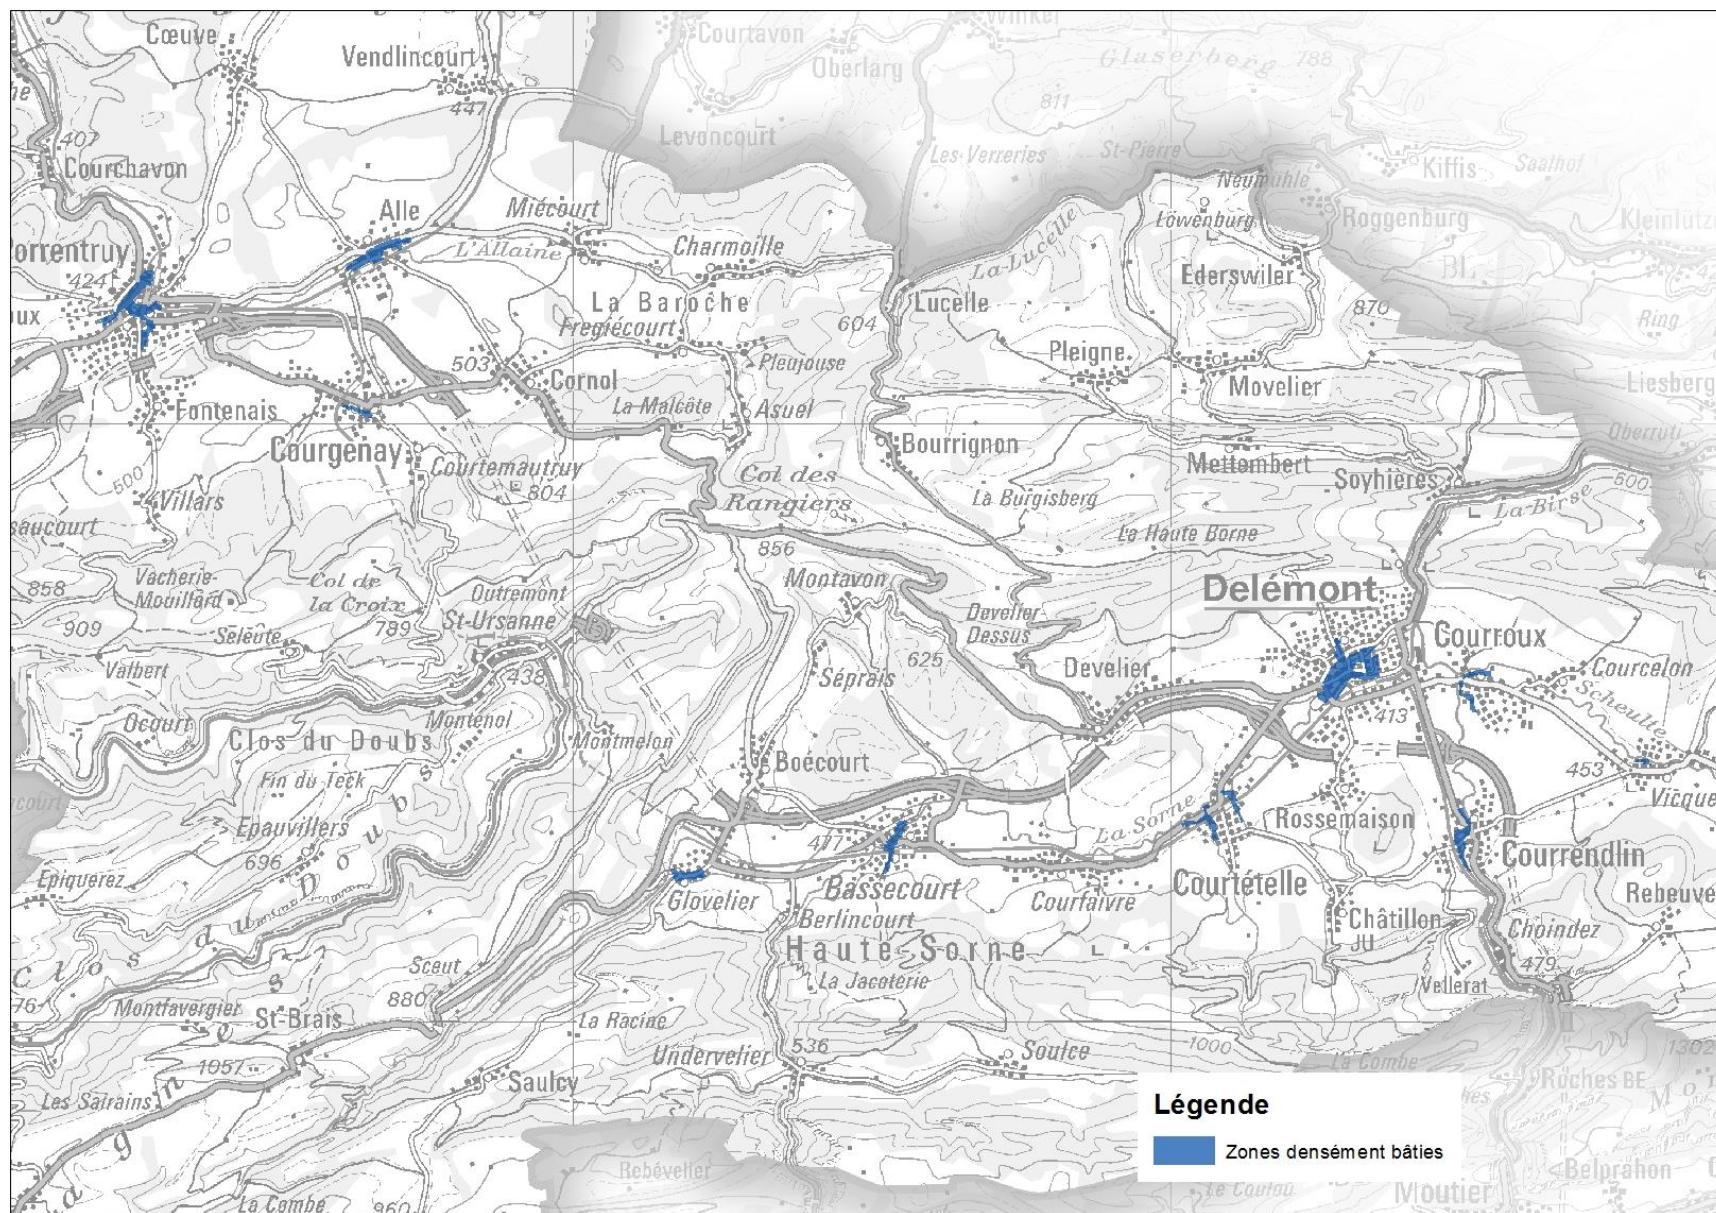 Cœuve
Vendlincourt
447
Courtavon
Winkel
Oberlarg
Glaserberg 788
811
Levoncourt
407
Courchavon
Les Verreries
St-Pierre
Kiffis
Saalhof
Neumühle
Alle
Miécourt
L'Allaine
Charmoille
La Lucelle
Löwenburg
Roggenburg
424
Ederswiler
BL
La Baroche
Lucelle
604
870
Ring
Fregiécourt
Pleujouse
503
Cornol
Pleigne
Movelier
Fontenais
La Malcôte
Asuel
Courgenay
Bourrignon
Mettembert
Oberrüti
Courtemautruy
804
Col des
Rangiers
Soyhières
500
Villars
La Burgisberg
La Birse
500
La Haute Borne
856
858
Vacherie-
Mouillard
Col de
la Croix
Outremont
Montavon
Delémont
909
789
St-Ursanne
Develier
Dessus
Seleute
Courroux
Valbert
438
625
Develier
Courcelon
Séprais
Scheulte
Ocourt
Montenol
413
Clos du Doubs
Montmelon
Boécourt
453
Fin du Teck
Epauvillers
477
La Sorne
Rossemaison
696
Courrendlin
Epiquerez
Glovelier
Bassecourt
Courfaivre
Courtételle
Berlincourt
Châtillon
JU
Choindez
Haute-Sorne
Clos du Doubs
Sceut
La Jacoterie
479
Vellerat
Montfavergier
880
St-Brais
La Racine
1000
1302
Undervelier
536
Soulce
La Combe
1057
Roches BE
Saulcy
Les Sairains
Légende
Zones densément bâties
Rebévelier
Belprahon
La Combe
960
Moutier